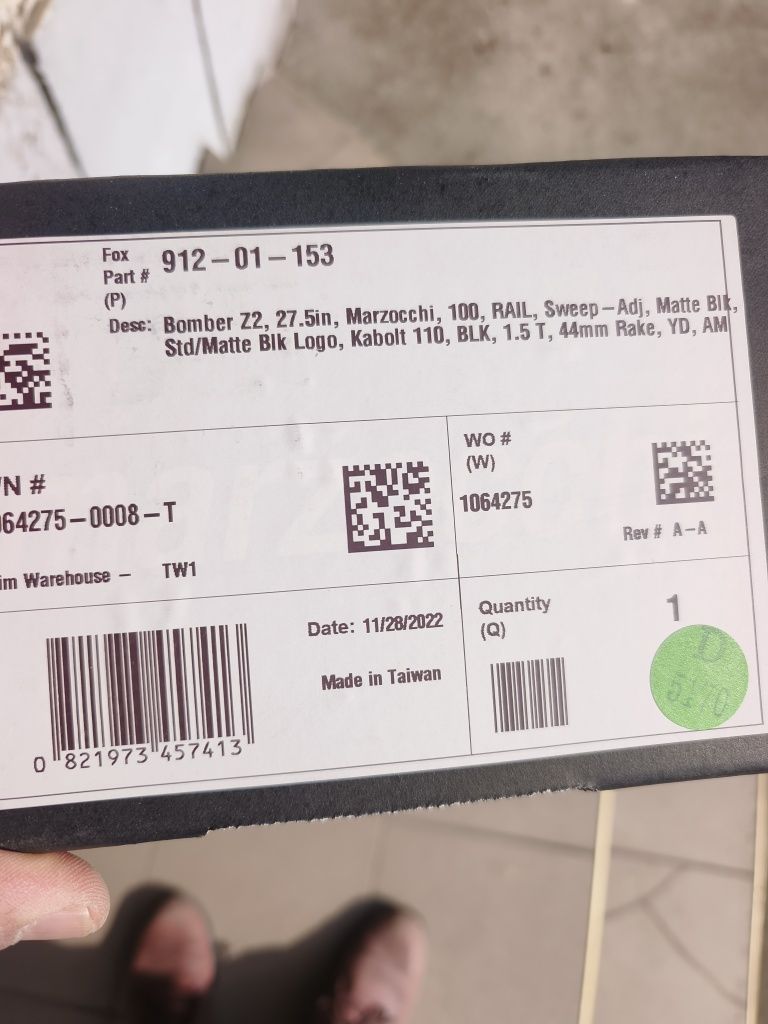 Fox
Part #
(P)
912-01-153
Desc: Bomber Z2, 27.5in, Marzocchi, 100, RAIL, Sweep-Adj, Matte Blk,
Std/Matte Blk Logo, Kabolt 110, BLK, 1.5 T, 44mm Rake, YD, AM
/N #
064275-0008-T
im Warehouse - TW1
WO #
(W)
1064275
Rev # A-A
Date: 11/28/2022
Made in Taiwan
Quantity
(Q)
1
D
5170
0 821973 457413